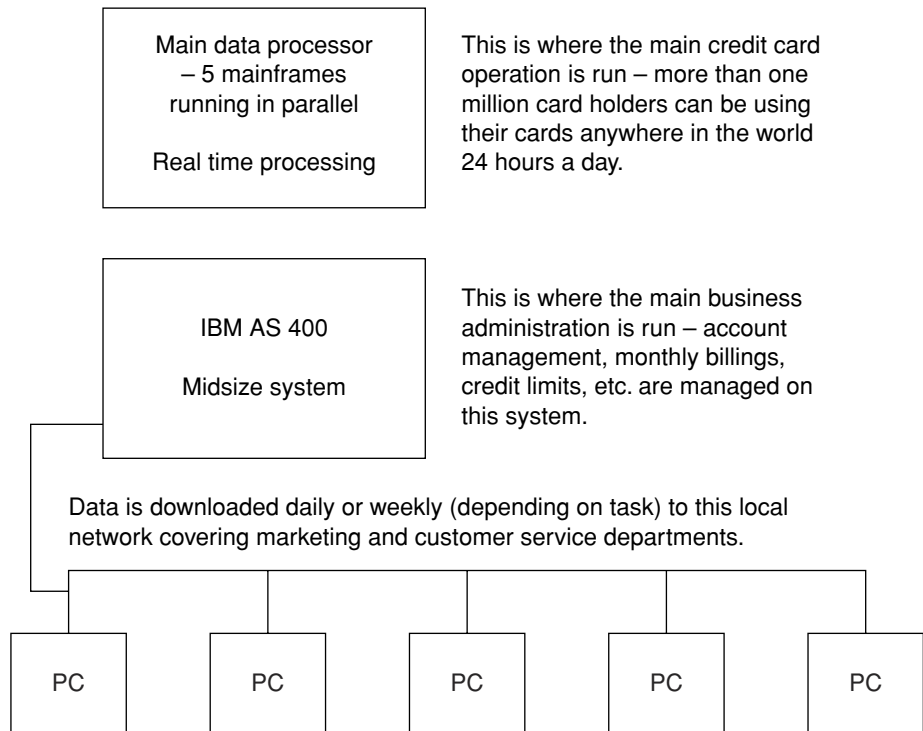 Main data processor
– 5 mainframes
running in parallel
Real time processing
This is where the main credit card
operation is run – more than one
million card holders can be using
their cards anywhere in the world
24 hours a day.
IBM AS 400
Midsize system
This is where the main business
administration is run – account
management, monthly billings,
credit limits, etc. are managed on
this system.
Data is downloaded daily or weekly (depending on task) to this local
network covering marketing and customer service departments.
PC
PC
PC
PC
PC